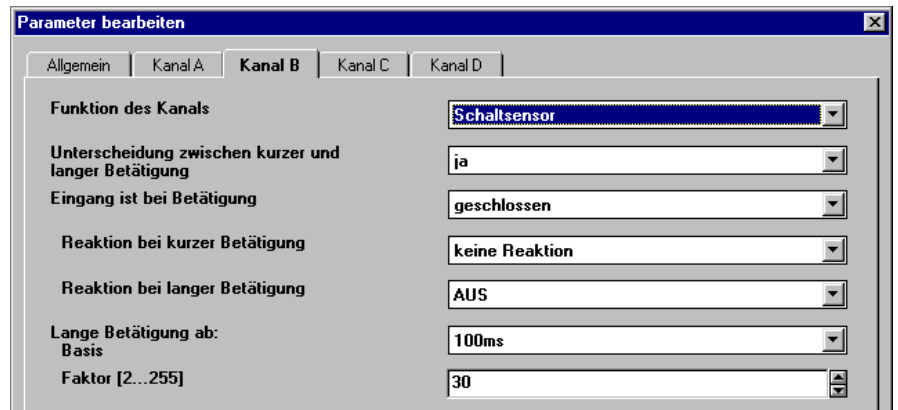 Parameter bearbeiten
Allgemein Kanal A Kanal B Kanal C Kanal D
Funktion des Kanals Schaltsensor
Unterscheidung zwischen kurzer und
langer Betätigung ja
Eingang ist bei Betätigung geschlossen
Reaktion bei kurzer Betätigung keine Reaktion
Reaktion bei langer Betätigung AUS
Lange Betätigung ab:
Basis 100ms
Faktor [2...255] 30